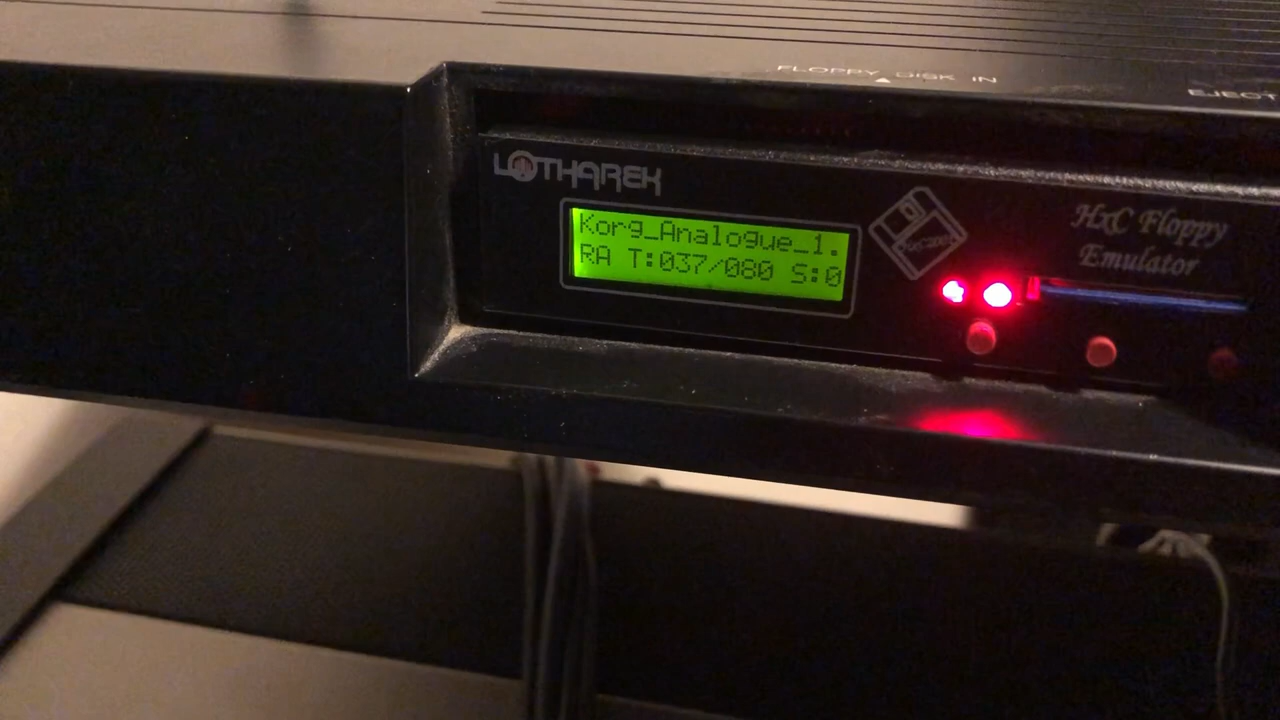 FLOPPY DISK IN
EJECT
LOTHAREK
Korg_Analogue_1.
RA T:037/080 S:0
HxC Floppy
Emulator